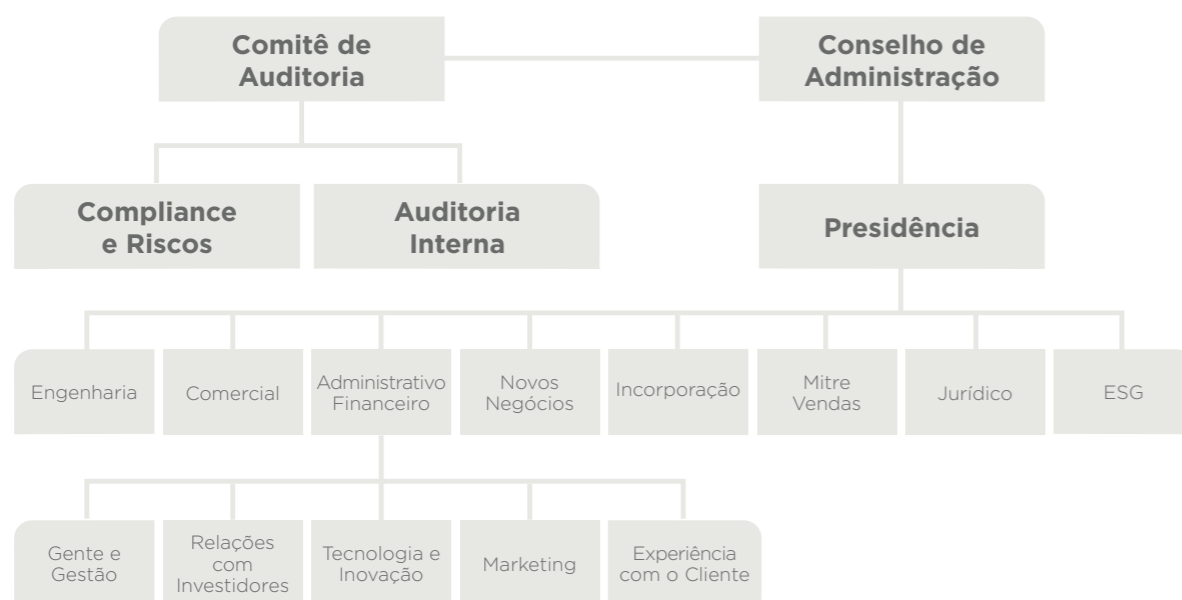 Comitê de
Auditoria
Conselho de
Administração
Compliance
e Riscos
Auditoria
Interna
Presidência
Engenharia
Comercial
Administrativo
Financeiro
Novos
Negócios
Incorporação
Mitre
Vendas
Jurídico
ESG
Gente e
Gestão
Relações
com
Investidores
Tecnologia e
Inovação
Marketing
Experiência
com o Cliente